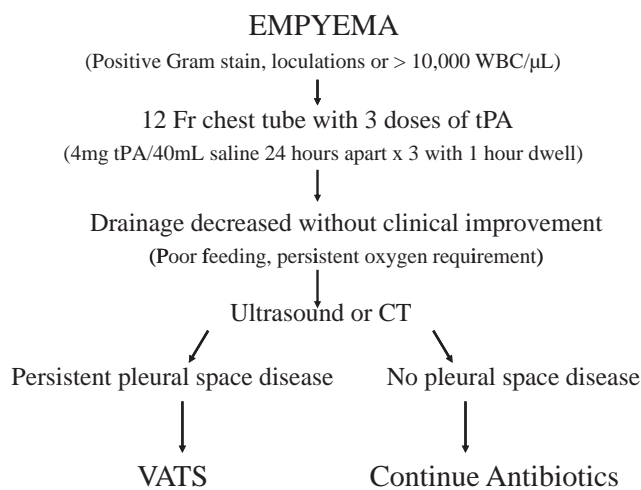 EMPYEMA
(Positive Gram stain, loculations or > 10,000 WBC/μL)
12 Fr chest tube with 3 doses of tPA
(4mg tPA/40mL saline 24 hours apart x 3 with 1 hour dwell)
Drainage decreased without clinical improvement
(Poor feeding, persistent oxygen requirement)
Ultrasound or CT
Persistent pleural space disease
No pleural space disease
VATS
Continue Antibiotics